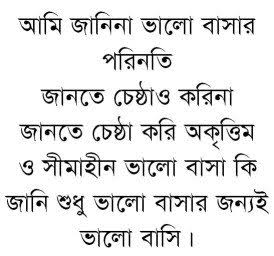 আমি জানিনা ভালো বাসার
পরিনতি
জানতে চেষ্ঠাও করিনা
জানতে চেষ্ঠা করি অকৃত্তিম
ও সীমাহীন ভালো বাসা কি
জানি শুধু ভালো বাসার জন্যই
ভালো বাসি।